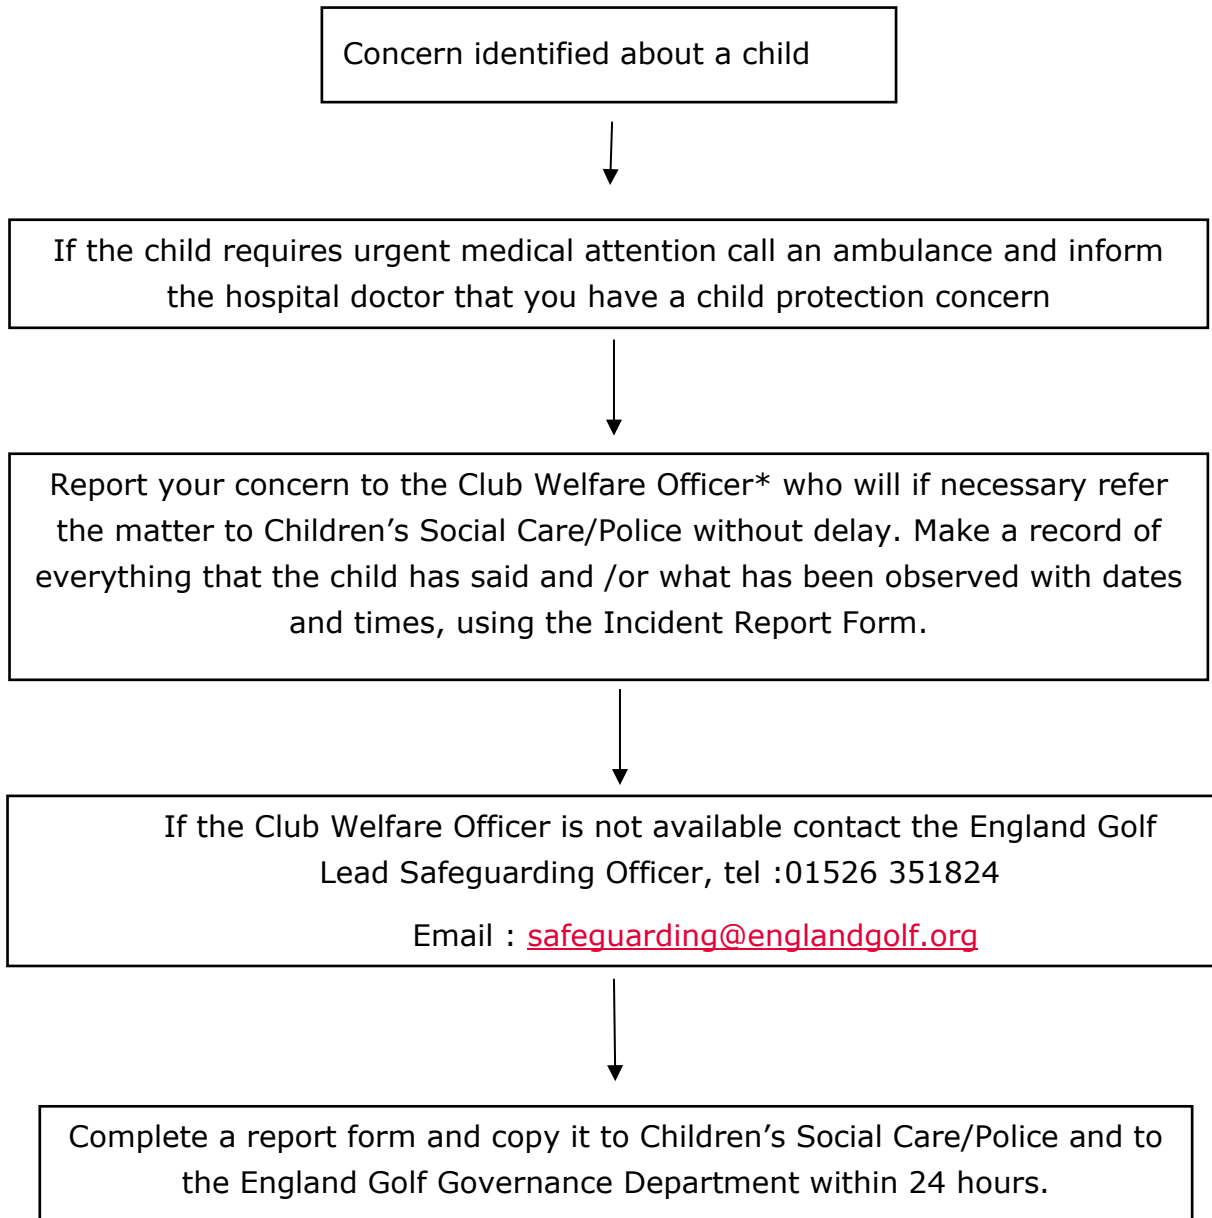 Concern identified about a child
If the child requires urgent medical attention call an ambulance and inform
the hospital doctor that you have a child protection concern
Report your concern to the Club Welfare Officer* who will if necessary refer
the matter to Children’s Social Care/Police without delay. Make a record of
everything that the child has said and /or what has been observed with dates
and times, using the Incident Report Form.
If the Club Welfare Officer is not available contact the England Golf
Lead Safeguarding Officer, tel :01526 351824
Email : safeguarding@englandgolf.org
Complete a report form and copy it to Children’s Social Care/Police and to
the England Golf Governance Department within 24 hours.